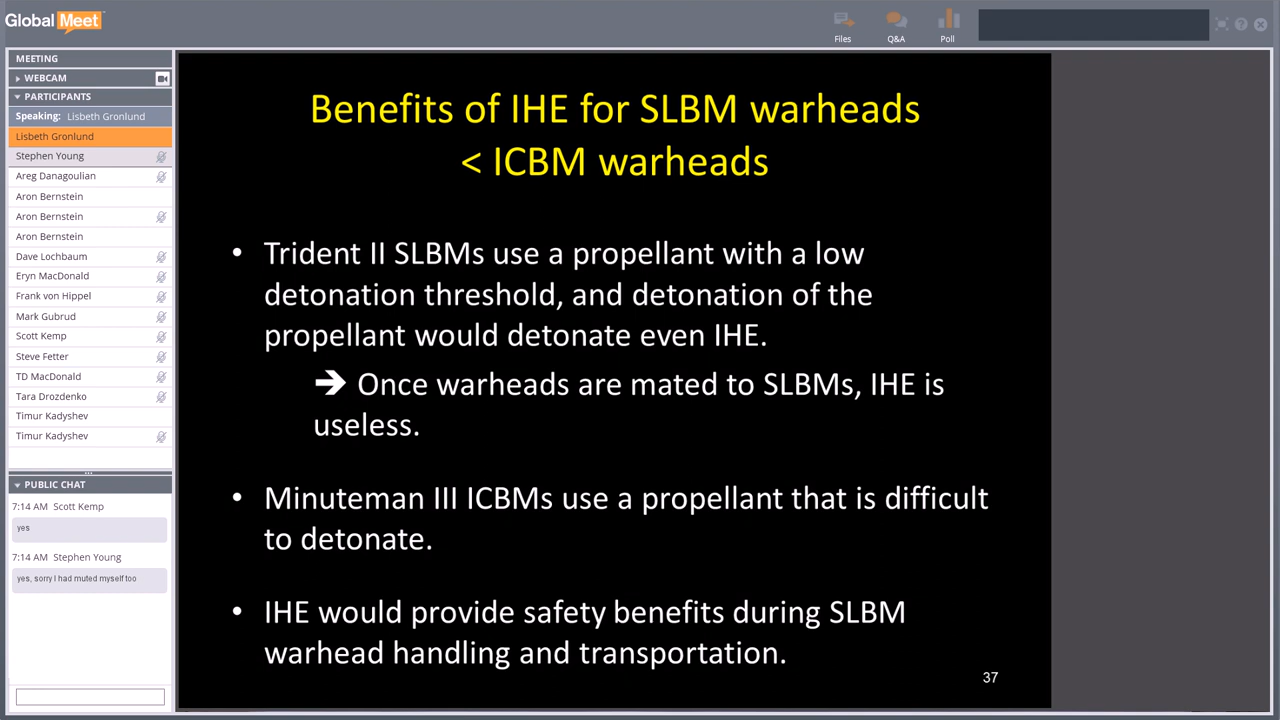 Global Meet
Files
Q&A
Poll
MEETING
WEBCAM
PARTICIPANTS
Speaking: Lisbeth Gronlund
Lisbeth Gronlund
Stephen Young
Areg Danagoulian
Aron Bernstein
Aron Bernstein
Aron Bernstein
Dave Lochbaum
Eryn MacDonald
Frank von Hippel
Mark Gubrud
Scott Kemp
Steve Fetter
TD MacDonald
Tara Drozdenko
Timur Kadyshev
Timur Kadyshev
PUBLIC CHAT
7:14 AM Scott Kemp
yes
7:14 AM Stephen Young
yes, sorry I had muted myself too
Benefits of IHE for SLBM warheads
< ICBM warheads
• Trident II SLBMs use a propellant with a low
detonation threshold, and detonation of the
propellant would detonate even IHE.
➔ Once warheads are mated to SLBMs, IHE is
useless.
• Minuteman III ICBMs use a propellant that is difficult
to detonate.
• IHE would provide safety benefits during SLBM
warhead handling and transportation.
37